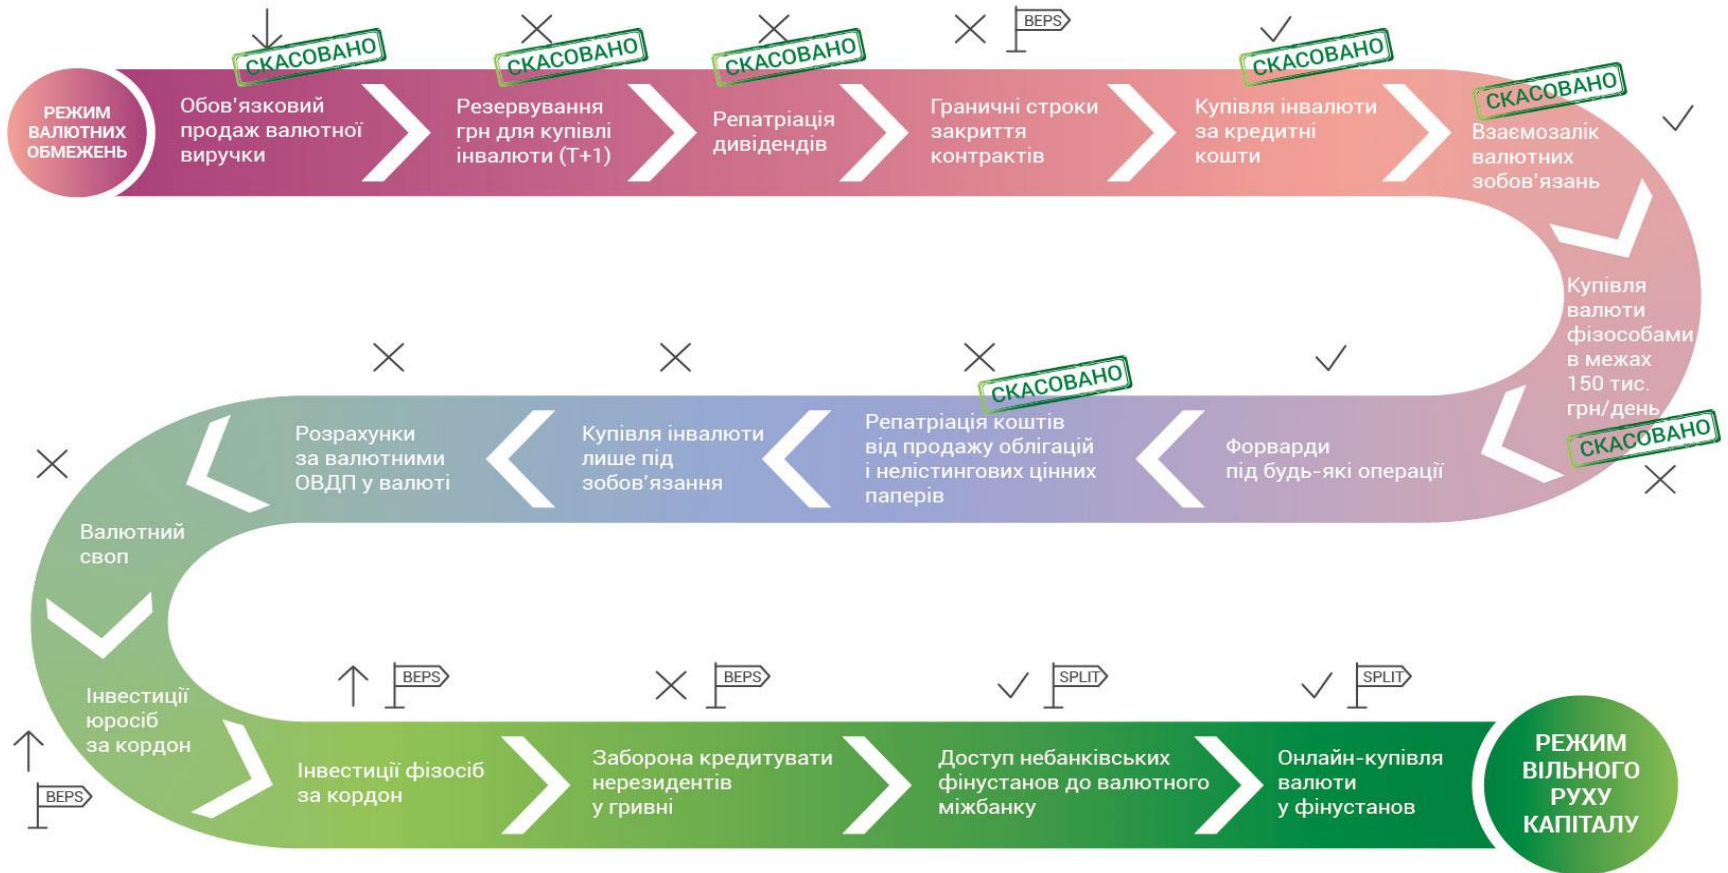 РЕЖИМ
ВАЛЮТНИХ
ОБМЕЖЕНЬ
СКАСОВАНО
Обов'язковий
продаж валютної
виручки
СКАСОВАНО
Резервування
грн для купівлі
інвалюти (Т+1)
СКАСОВАНО
Репатріація
дивідендів
BEPS
Граничні строки
закриття
контрактів
СКАСОВАНО
Купівля інвалюти
за кредитні
кошти
СКАСОВАНО
Взаємозалік
валютних
зобов'язань
Купівля
валюти
фізособами
в межах
150 тис.
грн/день
СКАСОВАНО
Форварди
під будь-які операції
СКАСОВАНО
Репатріація коштів
від продажу облігацій
і нелістингових цінних
паперів
Купівля інвалюти
лише під
зобов'язання
Розрахунки
за валютними
ОВДП у валюті
Валютний
своп
Інвестиції
юросіб
за кордон
BEPS
BEPS
Інвестиції фізосіб
за кордон
BEPS
Заборона кредитувати
нерезидентів
у гривні
SPLIT
Доступ небанківських
фінустанов до валютного
міжбанку
SPLIT
Онлайн-купівля
валюти
у фінустанов
РЕЖИМ
ВІЛЬНОГО
РУХУ
КАПІТАЛУ